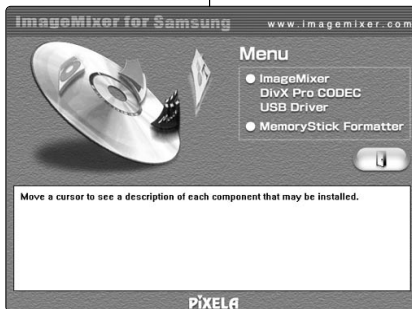 ImageMixer for Samsung
www.imagemixer.com
Menu
ImageMixer
DivX Pro CODEC
USB Driver
MemoryStick Formatter
Move a cursor to see a description of each component that may be installed.
PIXELA